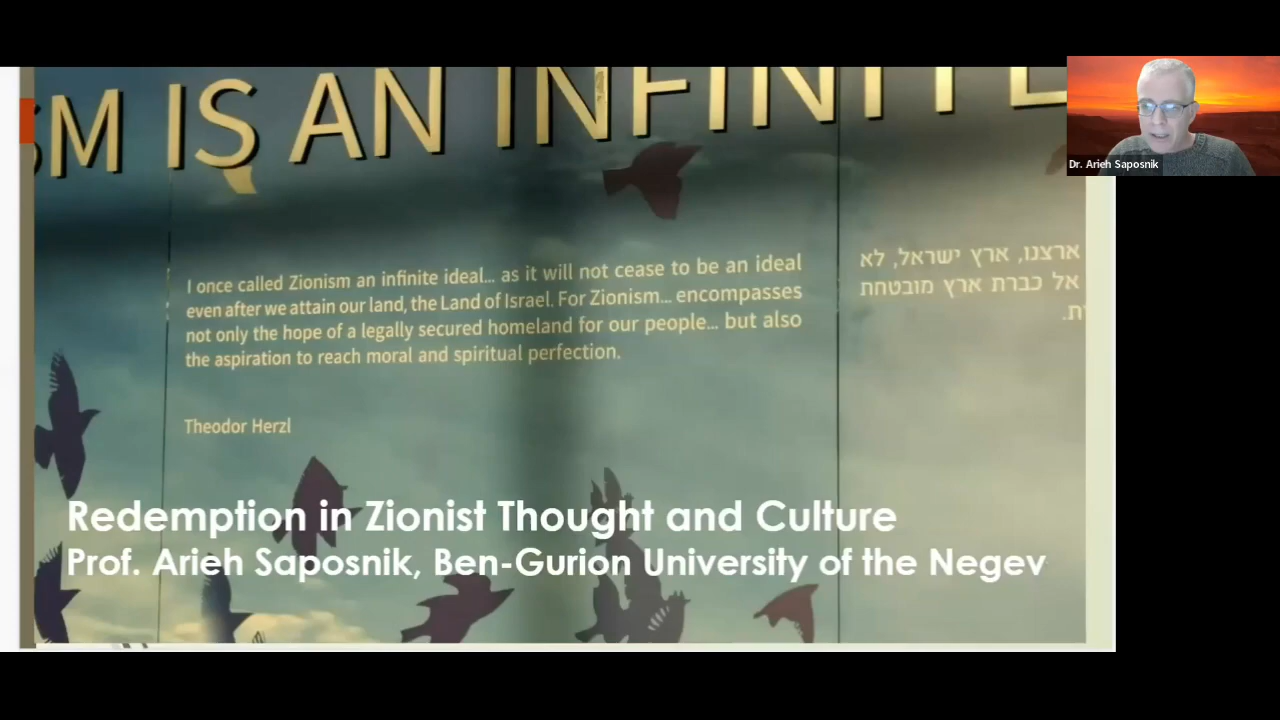 M IS AN INFINITE
Dr. Arieh Saposnik
I once called Zionism an infinite ideal... as it will not cease to be an ideal
even after we attain our land, the Land of Israel. For Zionism... encompasses
not only the hope of a legally secured homeland for our people... but also
the aspiration to reach moral and spiritual perfection.
Theodor Herzl
ארצנו, ארץ ישראל, לא
אל כברת ארץ מובטחת
Redemption in Zionist Thought and Culture
Prof. Arieh Saposnik, Ben-Gurion University of the Negev